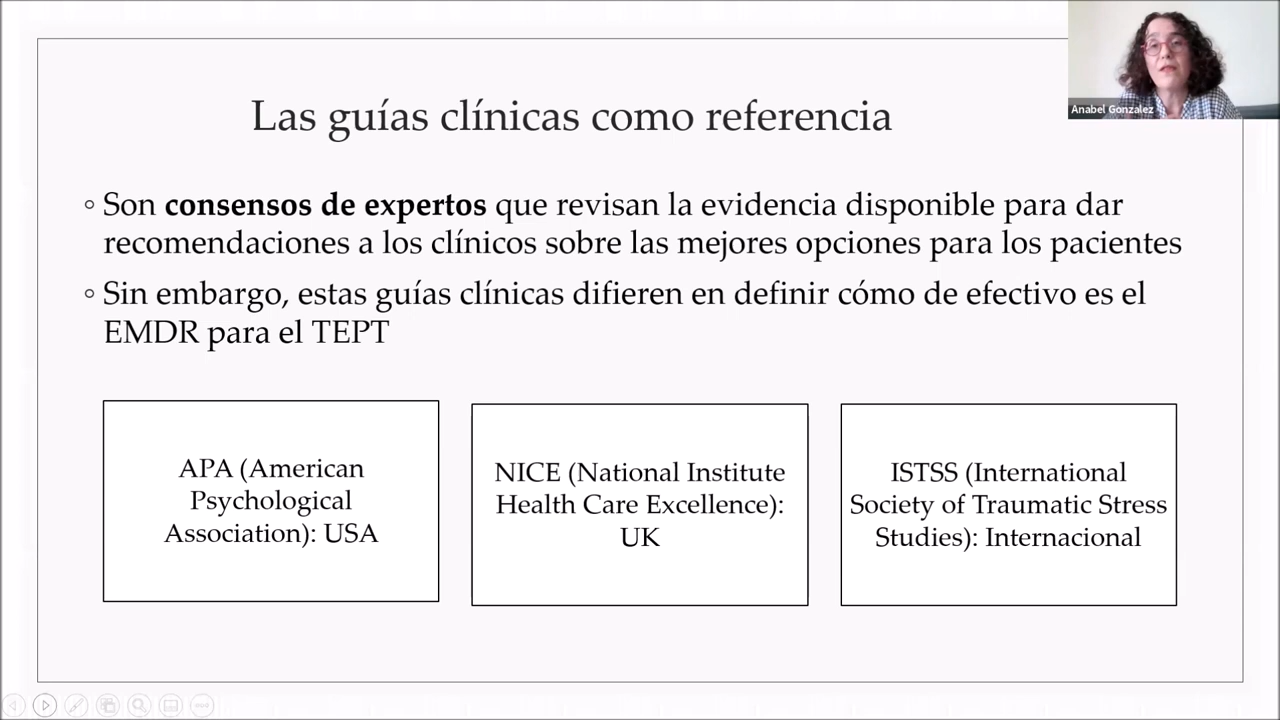 Las guías clínicas como referencia
Anabel Gonzalez
◦ Son consensos de expertos que revisan la evidencia disponible para dar
recomendaciones a los clínicos sobre las mejores opciones para los pacientes
◦ Sin embargo, estas guías clínicas difieren en definir cómo de efectivo es el
EMDR para el TEPT
APA (American
Psychological
Association): USA
NICE (National Institute
Health Care Excellence):
UK
ISTSS (International
Society of Traumatic Stress
Studies): Internacional